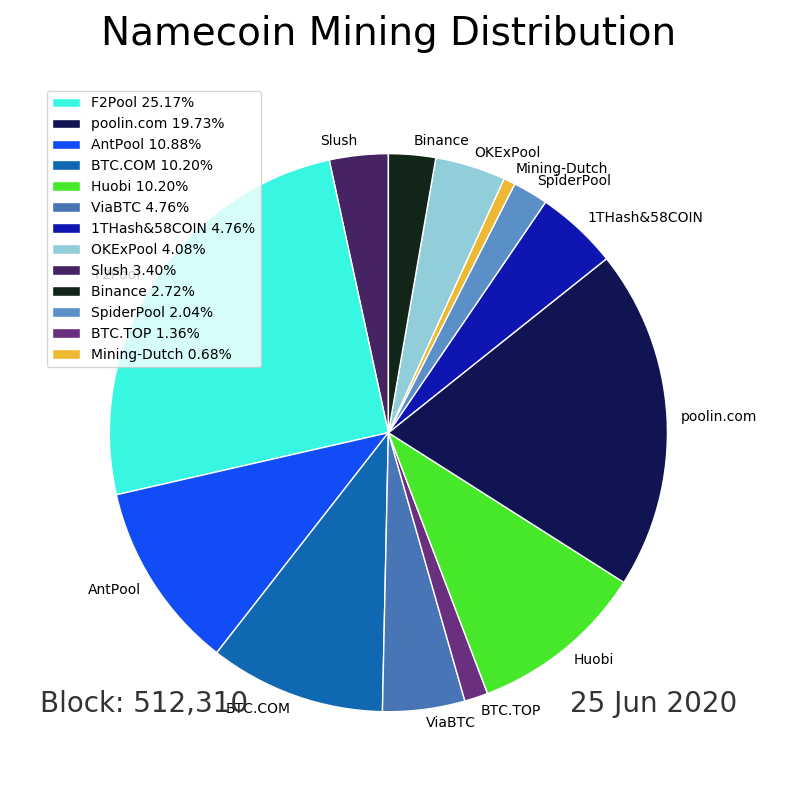 Namecoin Mining Distribution
F2Pool 25.17%
poolin.com 19.73%
AntPool 10.88%
BTC.COM 10.20%
Huobi 10.20%
ViaBTC 4.76%
1THash&58COIN 4.76%
OKExPool 4.08%
Slush 3.40%
Binance 2.72%
SpiderPool 2.04%
BTC.TOP 1.36%
Mining-Dutch 0.68%
F2Pool
Slush
Binance
OKExPool
Mining-Dutch
SpiderPool
1THash&58COIN
poolin.com
Huobi
BTC.TOP
ViaBTC
BTC.COM
AntPool
Block: 512,310
25 Jun 2020